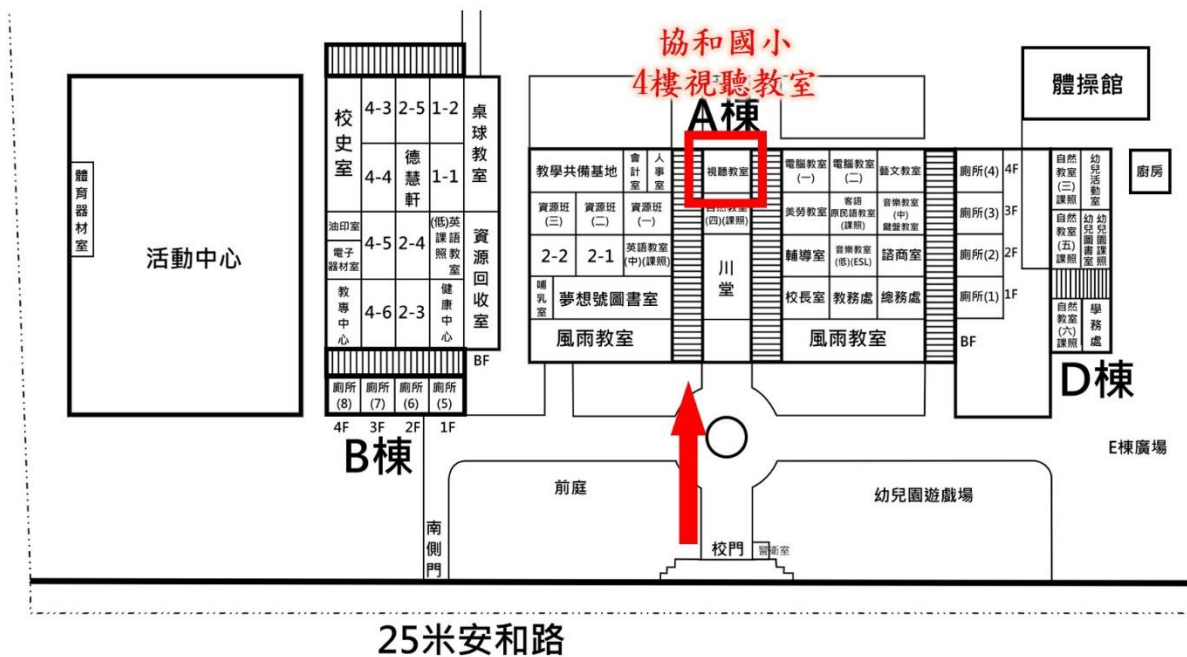 協和國小
4樓視聽教室
A棟
體操館
廚房
體育器材室
活動中心
校史室
4-3
2-5
1-2
桌球教室
4-4
德慧軒
1-1
油印室
電子器材室
4-5
2-4
(低)英語教室
課照
資源回收室
教專中心
4-6
2-3
健康中心
BF
廁所(8)
廁所(7)
廁所(6)
廁所(5)
4F
3F
2F
1F
B棟
教學共備基地
會計室
人事室
視聽教室
電腦教室(一)
電腦教室(二)
藝文教室
廁所(4)
4F
資源班(三)
資源班(二)
資源班(一)
自然教室(四)(課照)
美勞教室
客語
原民語教室
(課照)
音樂教室
(中)
鍵盤教室
廁所(3)
3F
2-2
2-1
英語教室(中)(課照)
川堂
輔導室
音樂教室(低)(ESL)
諮商室
廁所(2)
2F
哺乳室
夢想號圖書室
校長室
教務處
總務處
廁所(1)
1F
風雨教室
風雨教室
BF
自然教室(三)課照
幼兒活動室
自然教室(五)課照
幼兒園課照
幼兒圖書室
自然教室(六)課照
學務處
D棟
E棟廣場
前庭
幼兒園遊戲場
南側門
校門
警衛室
25米安和路